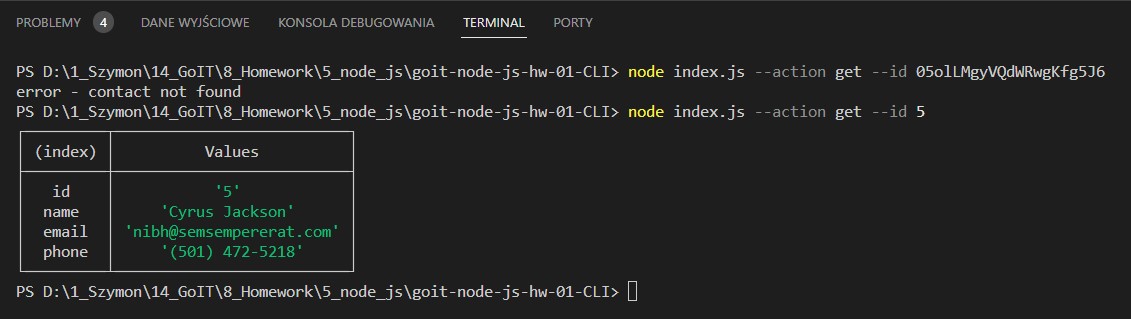 PROBLEMY 4 DANE WYJŚCIOWE KONSOLA DEBUGOWANIA TERMINAL PORTY
PS D:\1_Szymon\14_GoIT\8_Homework\5_node_js\goit-node-js-hw-01-CLI> node index.js --action get --id 05olLMgyVQdWRwgKfg5J6
error - contact not found
PS D:\1_Szymon\14_GoIT\8_Homework\5_node_js\goit-node-js-hw-01-CLI> node index.js --action get --id 5
(index) Values
id '5'
name 'Cyrus Jackson'
email 'nibh@semsempererat.com'
phone '(501) 472-5218'
PS D:\1_Szymon\14_GoIT\8_Homework\5_node_js\goit-node-js-hw-01-CLI>